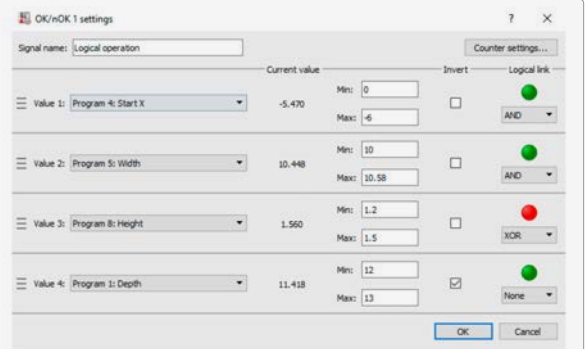 OK/nOK 1 settings ? ×
Signal name: Logical operation Counter settings...
Current value Invert Logical link
Value 1: Program 4: Start X -5.470 Min: 0
Max: -6 AND
Value 2: Program 5: Width 10.448 Min: 10
Max: 10.58 AND
Value 3: Program 8: Height 1.560 Min: 1.2
Max: 1.5 XOR
Value 4: Program 1: Depth 11.418 Min: 12
Max: 13 None
OK Cancel